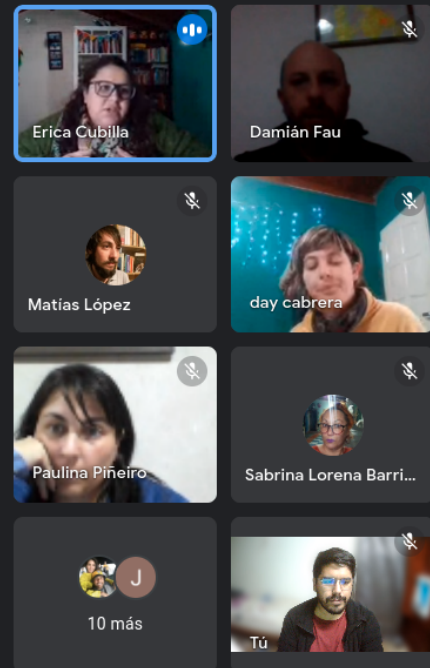 Erica Cubilla
Damián Fau
Matías López
day cabrera
Paulina Piñeiro
Sabrina Lorena Barri...
J
10 más
Tú